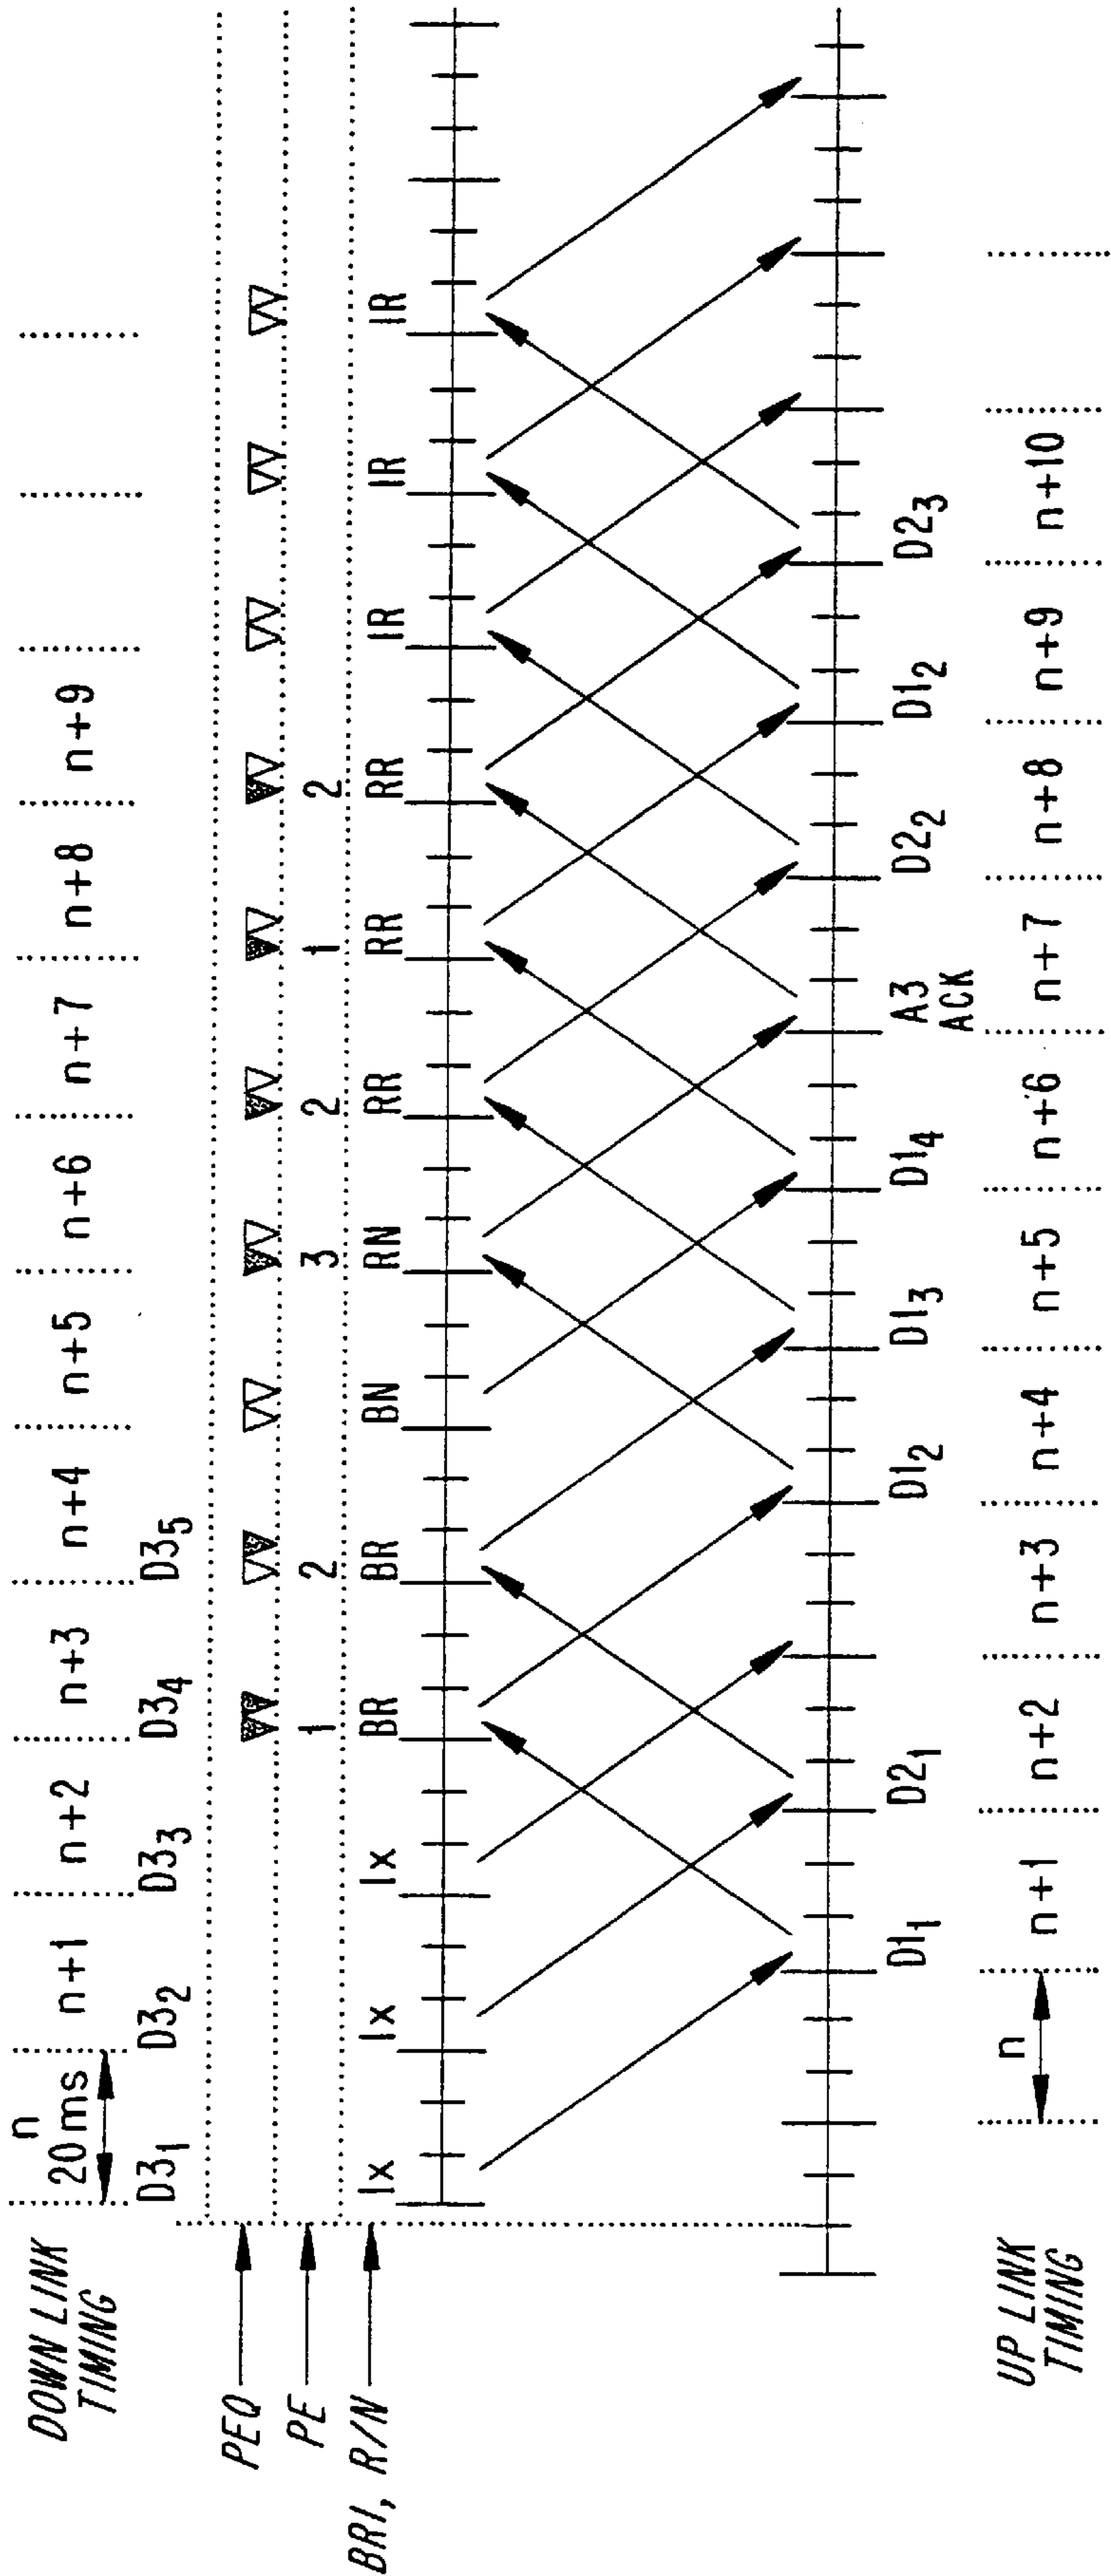 DOWN LINK
TIMING
n
20 ms
n+1
n+2
n+3
n+4
n+5
n+6
n+7
n+8
n+9
D3₁
D3₂
D3₃
D3₄
D3₅
PEQ
PE
1
2
3
2
1
2
BRI, R/N
Ix
Ix
Ix
BR
BR
BN
RN
RR
RR
RR
IR
IR
IR
D1₁
D2₁
D1₂
D1₃
D1₄
A3
ACK
D2₂
D1₂
D2₃
UP LINK
TIMING
n
n+1
n+2
n+3
n+4
n+5
n+6
n+7
n+8
n+9
n+10